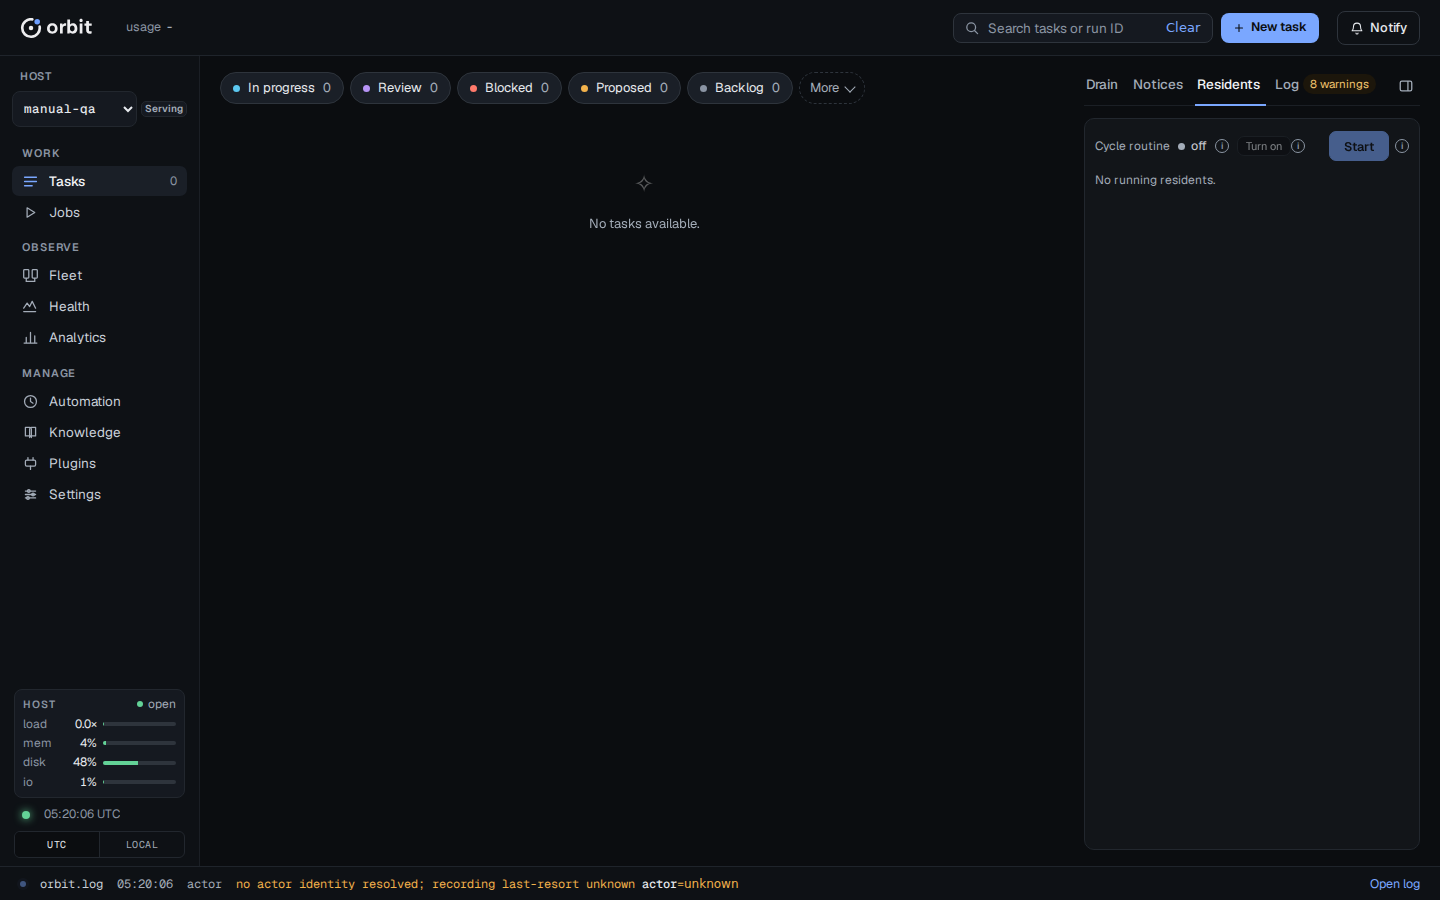 orbit
usage -
Search tasks or run ID
Clear
+ New task
Notify
HOST
manual-qa
Serving
WORK
Tasks 0
Jobs
OBSERVE
Fleet
Health
Analytics
MANAGE
Automation
Knowledge
Plugins
Settings
In progress 0
Review 0
Blocked 0
Proposed 0
Backlog 0
More
No tasks available.
Drain
Notices
Residents
Log 8 warnings
Cycle routine off
Turn on
Start
No running residents.
HOST open
load 0.0×
mem 4%
disk 48%
io 1%
05:20:06 UTC
UTC
LOCAL
orbit.log 05:20:06 actor no actor identity resolved; recording last-resort unknown actor=unknown
Open log